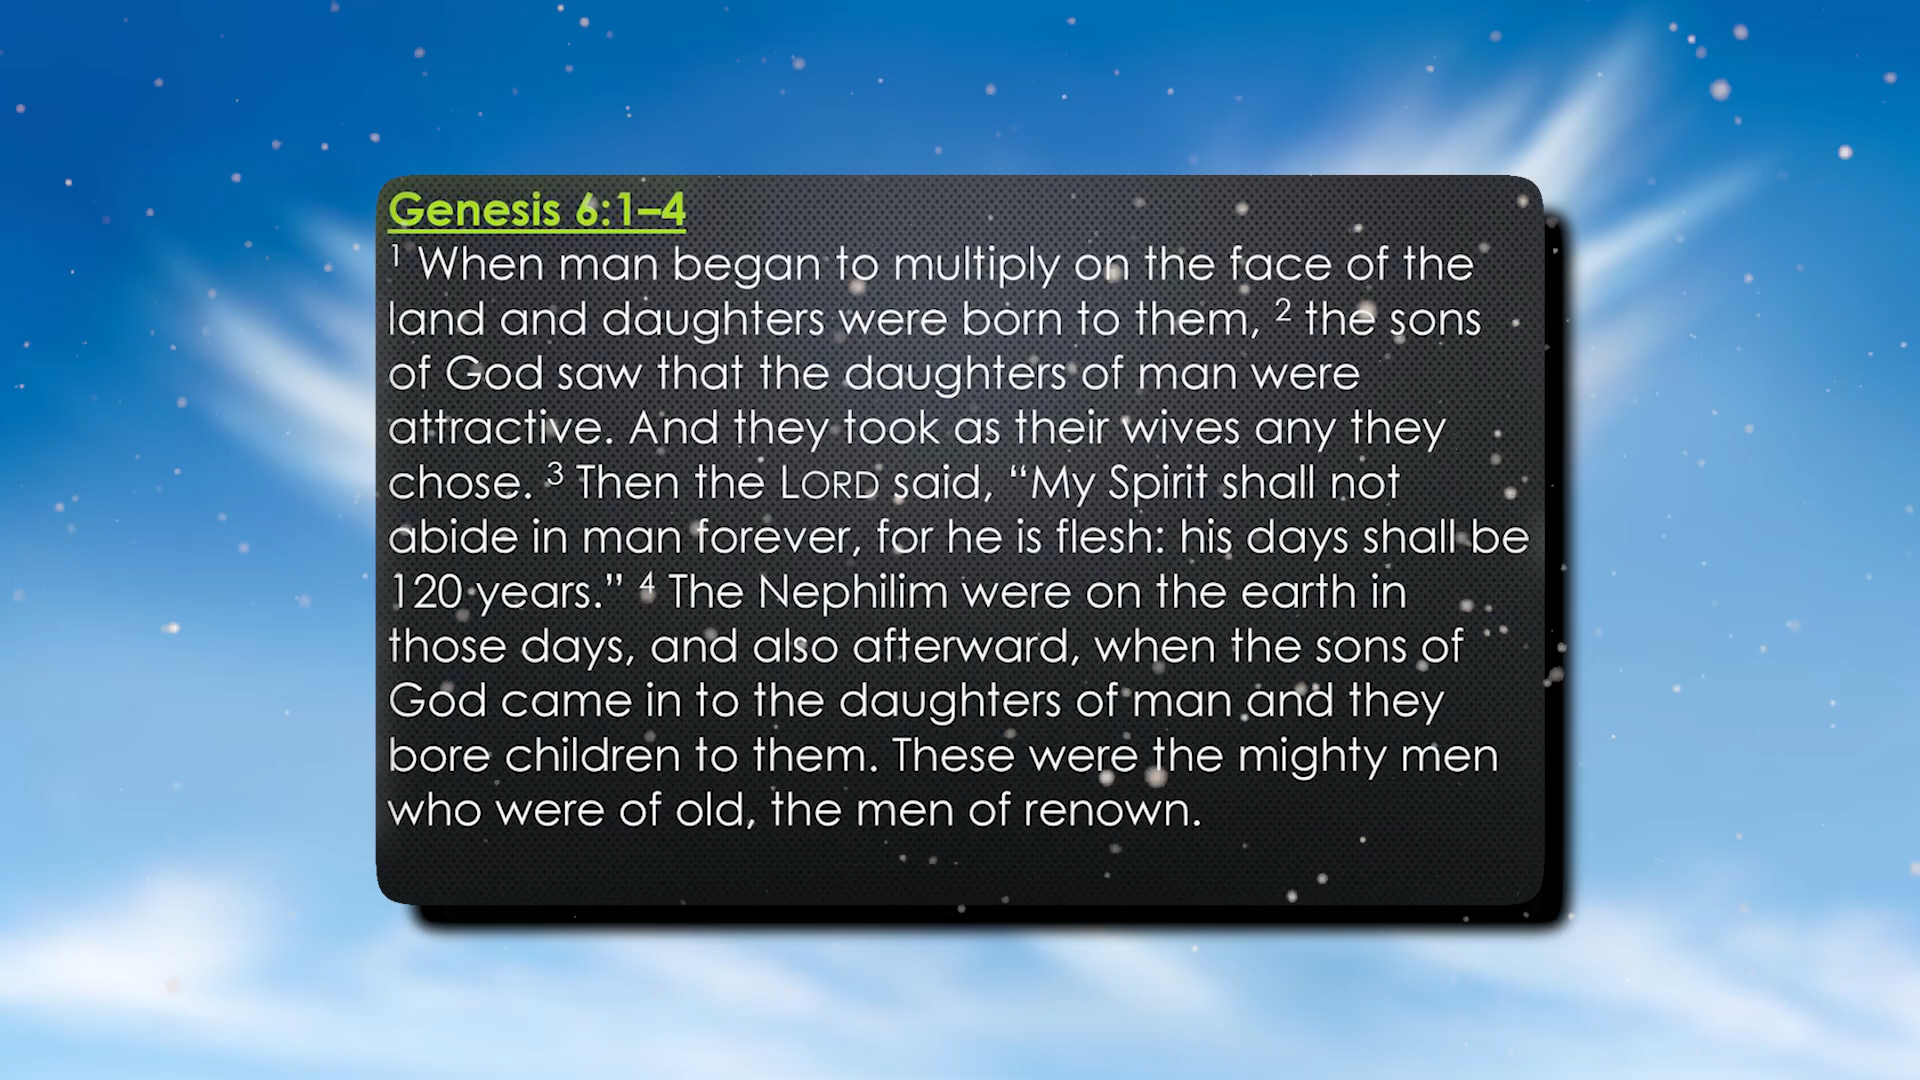 Genesis 6:1–4
1 When man began to multiply on the face of the
land and daughters were born to them, 2 the sons
of God saw that the daughters of man were
attractive. And they took as their wives any they
chose. 3 Then the LORD said, “My Spirit shall not
abide in man forever, for he is flesh: his days shall be
120 years.” 4 The Nephilim were on the earth in
those days, and also afterward, when the sons of
God came in to the daughters of man and they
bore children to them. These were the mighty men
who were of old, the men of renown.